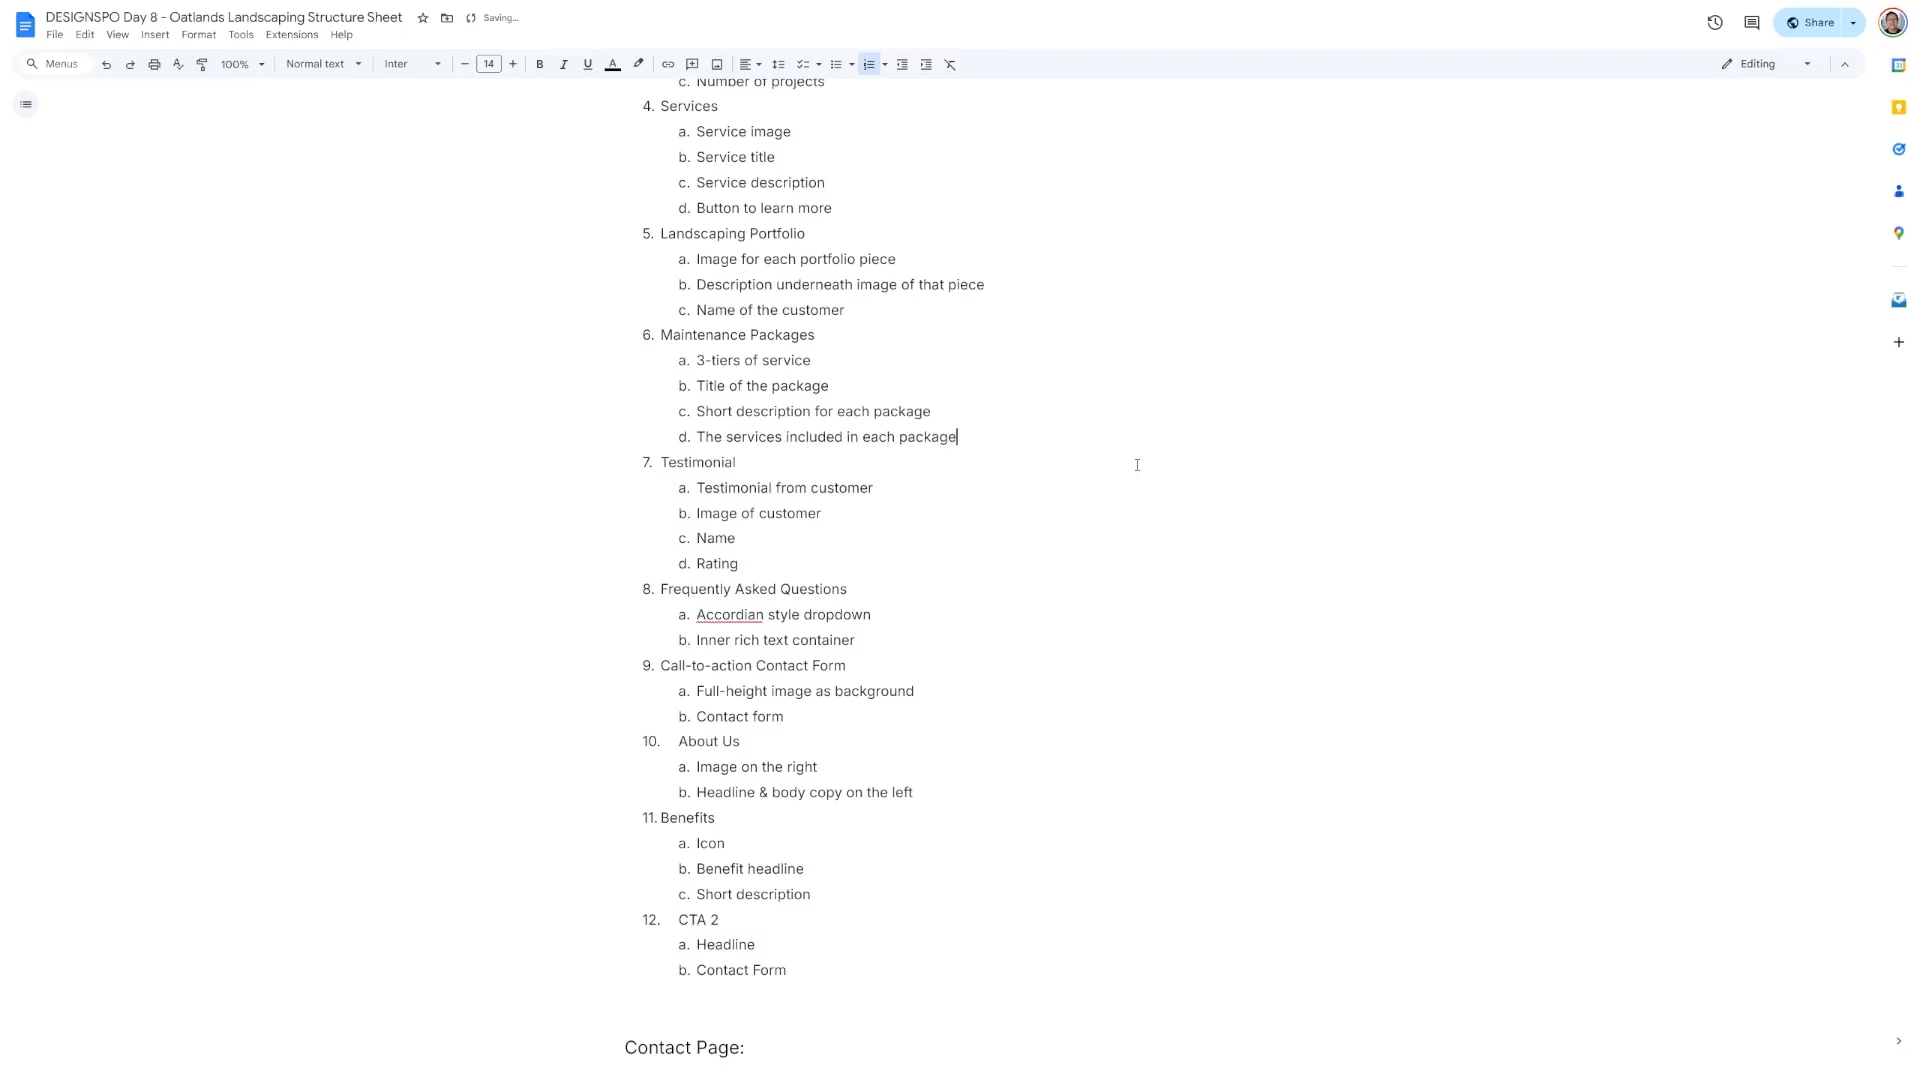 DESIGNSPO Day 8 - Oatlands Landscaping Structure Sheet
Saving...
File Edit View Insert Format Tools Extensions Help
Share
Menus 100% Normal text Inter 14 Editing
c. Number of projects
4. Services
a. Service image
b. Service title
c. Service description
d. Button to learn more
5. Landscaping Portfolio
a. Image for each portfolio piece
b. Description underneath image of that piece
c. Name of the customer
6. Maintenance Packages
a. 3-tiers of service
b. Title of the package
c. Short description for each package
d. The services included in each package
7. Testimonial
a. Testimonial from customer
b. Image of customer
c. Name
d. Rating
8. Frequently Asked Questions
a. Accordian style dropdown
b. Inner rich text container
9. Call-to-action Contact Form
a. Full-height image as background
b. Contact form
10. About Us
a. Image on the right
b. Headline & body copy on the left
11. Benefits
a. Icon
b. Benefit headline
c. Short description
12. CTA 2
a. Headline
b. Contact Form
Contact Page: